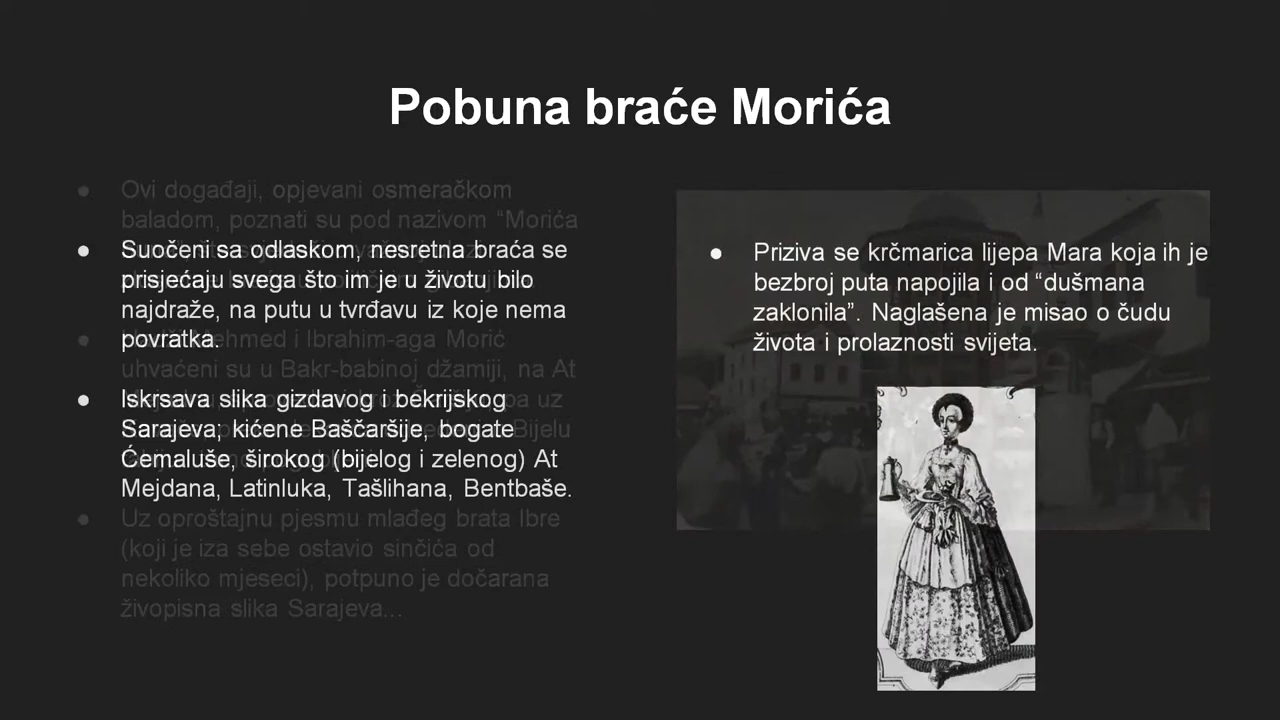 Pobuna braće Morića
Ovi događaji, opjevani osmeračkom
baladom, poznati su pod nazivom “Morića
Suočeni sa odlaskom, nesretna braća se
prisjećaju svega što im je u životu bilo
najdraže, na putu u tvrđavu iz koje nema
povratka.
Mehmed i Ibrahim-aga Morić
uhvaćeni su u Bakr-babinoj džamiji, na At
Iskrsava slika gizdavog i bekrijskog
Sarajeva; kićene Baščaršije, bogate
Ćemaluše, širokog (bijelog i zelenog) At
Mejdana, Latinluka, Tašlihana, Bentbaše.
Uz oproštajnu pjesmu mlađeg brata Ibre
(koji je iza sebe ostavio sinčića od
nekoliko mjeseci), potpuno je dočarana
živopisna slika Sarajeva...
Priziva se krčmarica lijepa Mara koja ih je
bezbroj puta napojila i od “dušmana
zaklonila”. Naglašena je misao o čudu
života i prolaznosti svijeta.